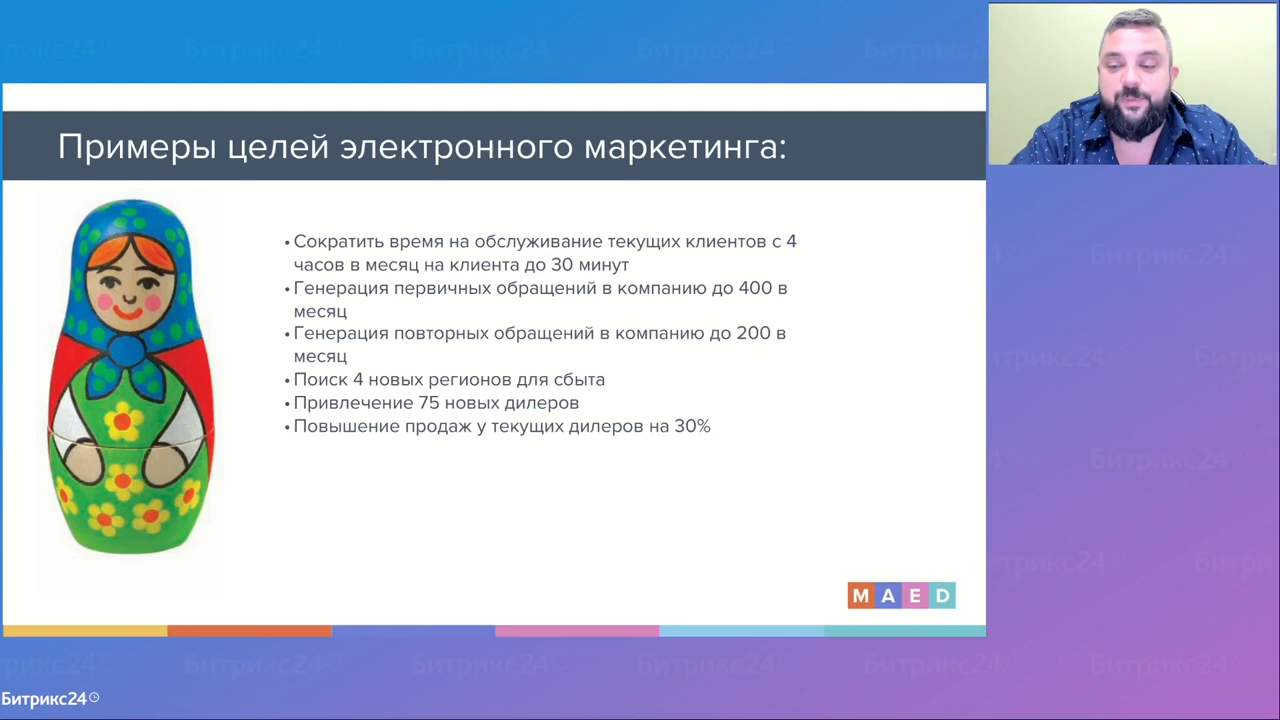 Примеры целей электронного маркетинга:
• Сократить время на обслуживание текущих клиентов с 4
часов в месяц на клиента до 30 минут
• Генерация первичных обращений в компанию до 400 в
месяц
• Генерация повторных обращений в компанию до 200 в
месяц
• Поиск 4 новых регионов для сбыта
• Привлечение 75 новых дилеров
• Повышение продаж у текущих дилеров на 30%
MAED
Битрикс24